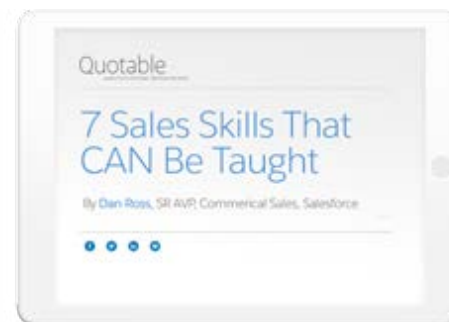 Quotable
7 Sales Skills That
CAN Be Taught
By Dan Ross, SR AVP, Commerical Sales, Salesforce